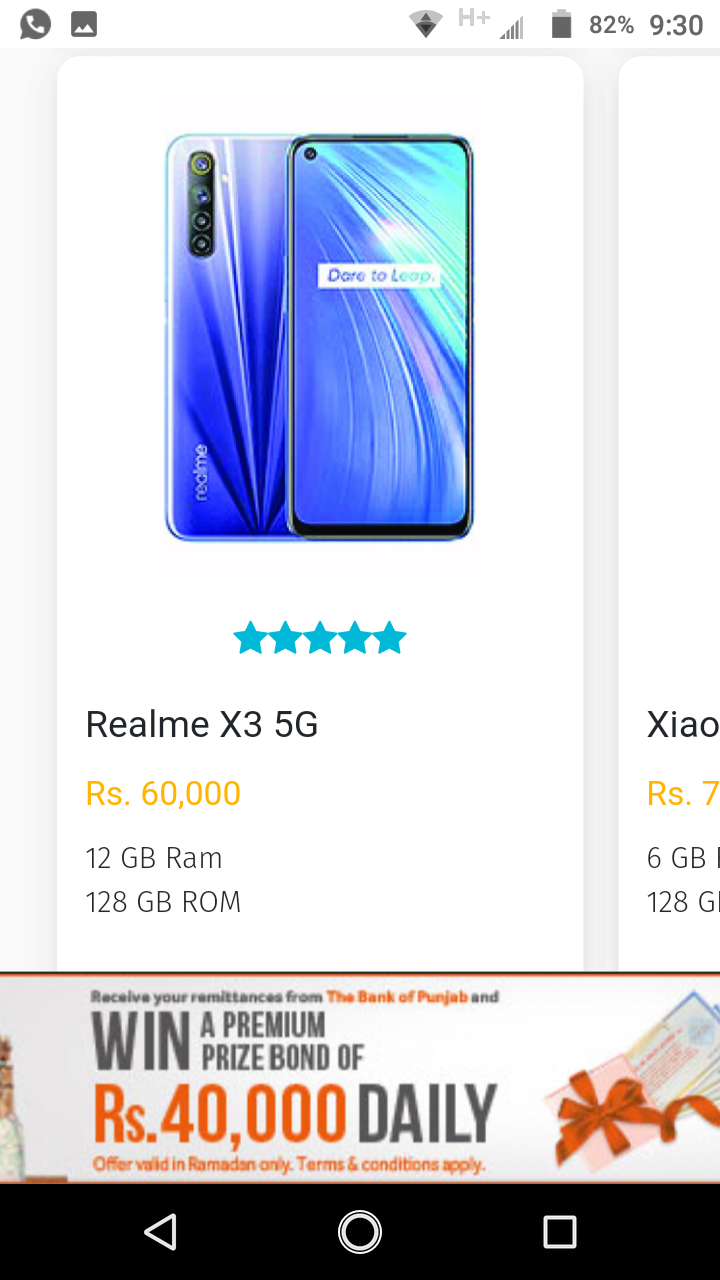 H+ 82% 9:30
Dare to Leap.
realme
Realme X3 5G
Rs. 60,000
12 GB Ram
128 GB ROM
Xiao
Rs. 7
6 GB
128 G
Receive your remittances from The Bank of Punjab and
WIN A PREMIUM
PRIZE BOND OF
Rs.40,000 DAILY
Offer valid in Ramadan only. Terms & conditions apply.